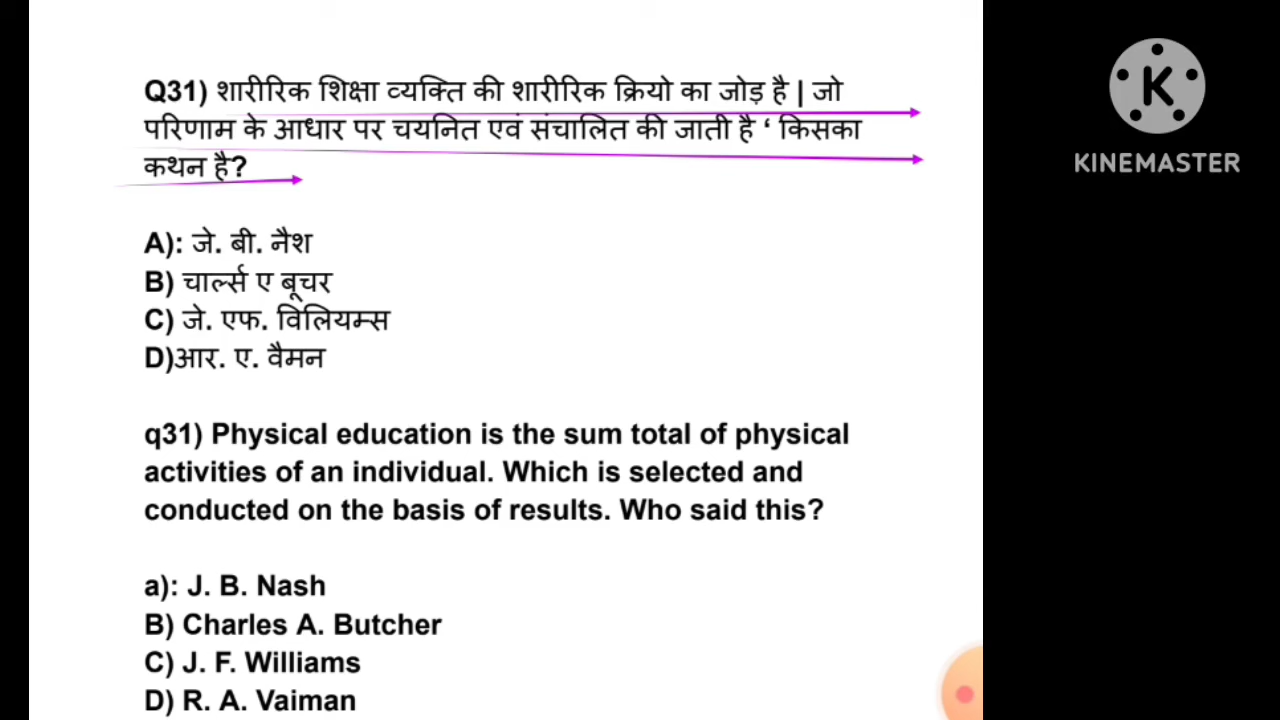 Q31) शारीरिक शिक्षा व्यक्ति की शारीरिक क्रियो का जोड़ है | जो
परिणाम के आधार पर चयनित एवं संचालित की जाती है ‘ किसका
कथन है?
A): जे. बी. नैश
B) चार्ल्स ए बूचर
C) जे. एफ. विलियम्स
D)आर. ए. वैमन
q31) Physical education is the sum total of physical
activities of an individual. Which is selected and
conducted on the basis of results. Who said this?
a): J. B. Nash
B) Charles A. Butcher
C) J. F. Williams
D) R. A. Vaiman
K
KINEMASTER